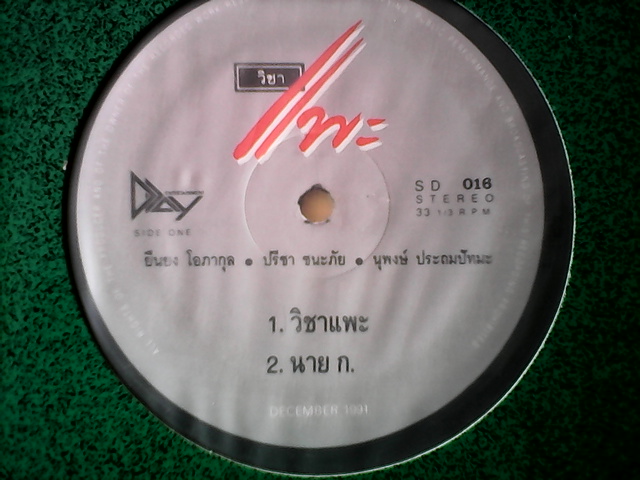 วิชา
แพะ
D-Day
SIDE ONE
SD 016
STEREO
33 1/3 RPM
ยืนยง โอภากุล • ปรีชา ชนะภัย • นุพงษ์ ประถมปัทมะ
1. วิชาแพะ
2. นาย ก.
DECEMBER 1991